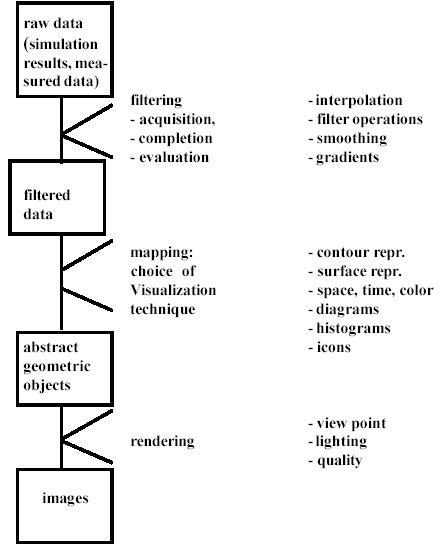 raw data
(simulation
results, mea-
sured data)
filtering
- acquisition,
- completion
- evaluation
- interpolation
- filter operations
- smoothing
- gradients
filtered
data
mapping:
choice of
Visualization
technique
- contour repr.
- surface repr.
- space, time, color
- diagrams
- histograms
- icons
abstract
geometric
objects
rendering
- view point
- lighting
- quality
images